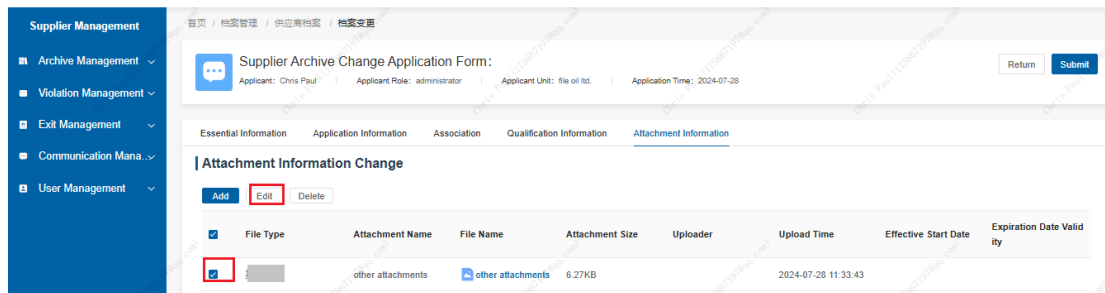 Supplier Management
首页 / 档案管理 / 供应商档案 / 档案变更
Archive Management
Violation Management
Exit Management
Communication Mana...
User Management
Supplier Archive Change Application Form:
Applicant: Chris Paul
Applicant Role: administrator
Applicant Unit: file oil ltd.
Application Time: 2024-07-28
Return
Submit
Essential Information
Application Information
Association
Qualification Information
Attachment Information
Attachment Information Change
Add
Edit
Delete
File Type
Attachment Name
File Name
Attachment Size
Uploader
Upload Time
Effective Start Date
Expiration Date Valid
ity
other attachments
other attachments
6.27KB
2024-07-28 11:33:43